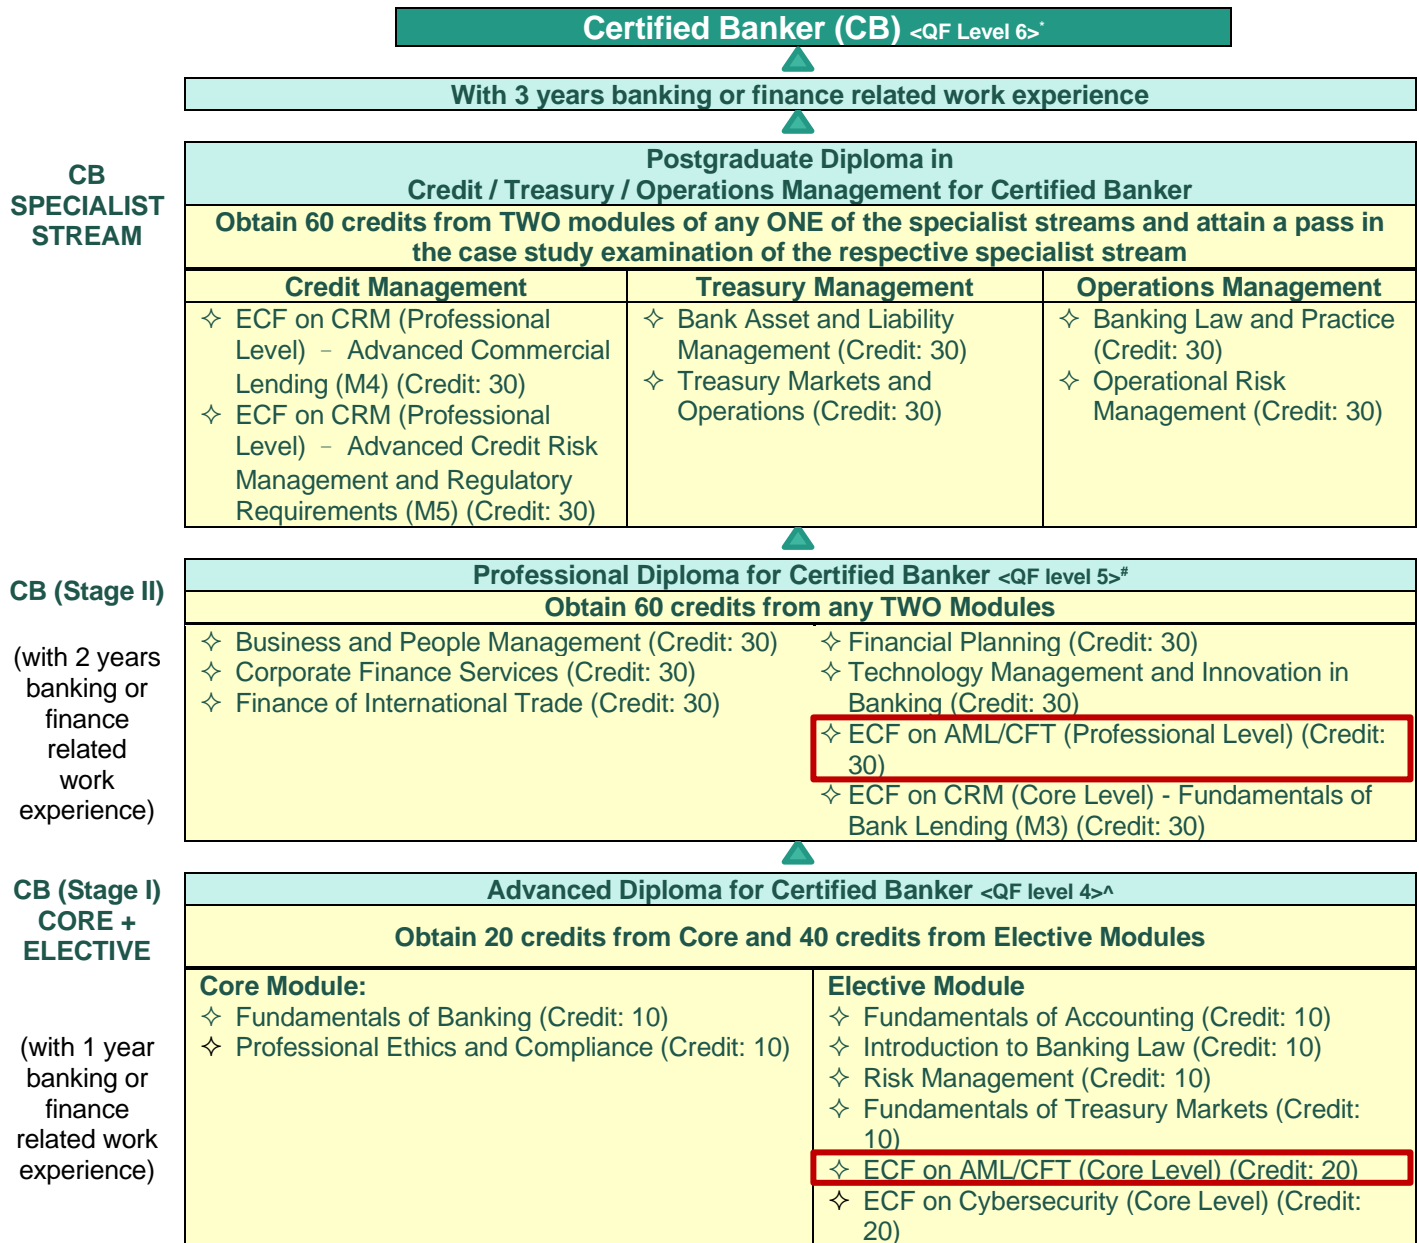 Certified Banker (CB) <QF Level 6>*
With 3 years banking or finance related work experience
CB
SPECIALIST
STREAM
Postgraduate Diploma in
Credit / Treasury / Operations Management for Certified Banker
Obtain 60 credits from TWO modules of any ONE of the specialist streams and attain a pass in
the case study examination of the respective specialist stream
Credit Management
✧ ECF on CRM (Professional
Level) – Advanced Commercial
Lending (M4) (Credit: 30)
✧ ECF on CRM (Professional
Level) – Advanced Credit Risk
Management and Regulatory
Requirements (M5) (Credit: 30)
Treasury Management
✧ Bank Asset and Liability
Management (Credit: 30)
✧ Treasury Markets and
Operations (Credit: 30)
Operations Management
✧ Banking Law and Practice
(Credit: 30)
✧ Operational Risk
Management (Credit: 30)
CB (Stage II)
(with 2 years
banking or
finance
related
work
experience)
Professional Diploma for Certified Banker <QF level 5>#
Obtain 60 credits from any TWO Modules
✧ Business and People Management (Credit: 30)
✧ Corporate Finance Services (Credit: 30)
✧ Finance of International Trade (Credit: 30)
✧ Financial Planning (Credit: 30)
✧ Technology Management and Innovation in
Banking (Credit: 30)
✧ ECF on AML/CFT (Professional Level) (Credit:
30)
✧ ECF on CRM (Core Level) - Fundamentals of
Bank Lending (M3) (Credit: 30)
CB (Stage I)
CORE +
ELECTIVE
(with 1 year
banking or
finance
related work
experience)
Advanced Diploma for Certified Banker <QF level 4>^
Obtain 20 credits from Core and 40 credits from Elective Modules
Core Module:
✧ Fundamentals of Banking (Credit: 10)
✧ Professional Ethics and Compliance (Credit: 10)
Elective Module
✧ Fundamentals of Accounting (Credit: 10)
✧ Introduction to Banking Law (Credit: 10)
✧ Risk Management (Credit: 10)
✧ Fundamentals of Treasury Markets (Credit:
10)
✧ ECF on AML/CFT (Core Level) (Credit: 20)
✧ ECF on Cybersecurity (Core Level) (Credit:
20)